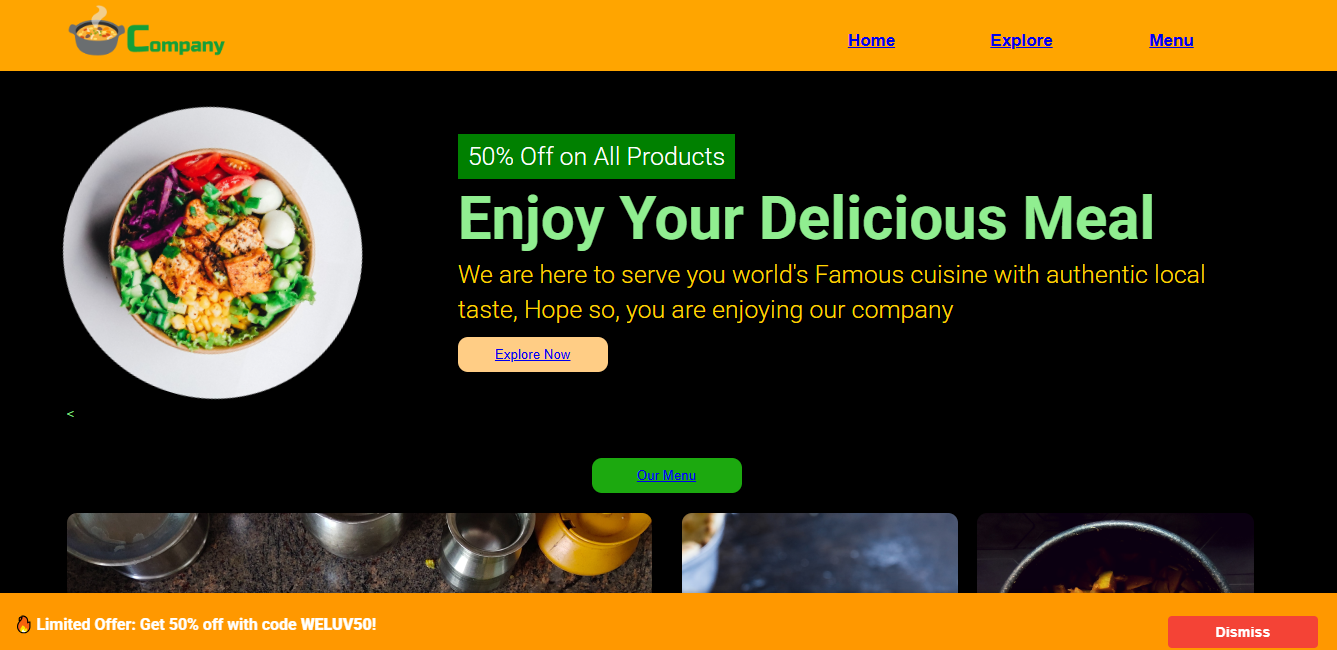 Company
Home
Explore
Menu
50% Off on All Products
Enjoy Your Delicious Meal
We are here to serve you world's Famous cuisine with authentic local
taste, Hope so, you are enjoying our company
Explore Now
<
Our Menu
🔥 Limited Offer: Get 50% off with code WELUV50!
Dismiss